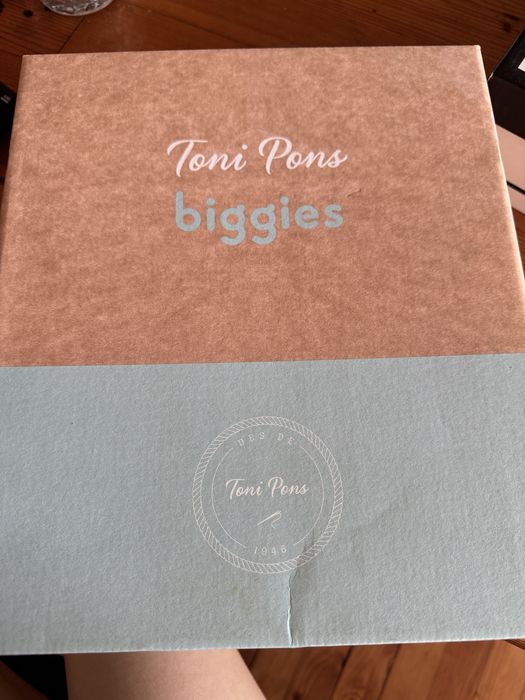 Toni Pons
biggies
DES DE
Toni Pons
1946